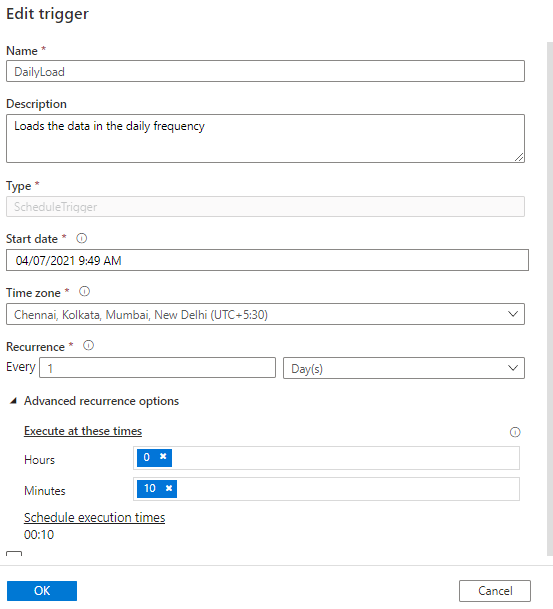 Edit trigger
Name *
DailyLoad
Description
Loads the data in the daily frequency
Type *
ScheduleTrigger
Start date *
04/07/2021 9:49 AM
Time zone *
Chennai, Kolkata, Mumbai, New Delhi (UTC+5:30)
Recurrence *
Every 1 Day(s)
Advanced recurrence options
Execute at these times
Hours 0
Minutes 10
Schedule execution times
00:10
OK Cancel